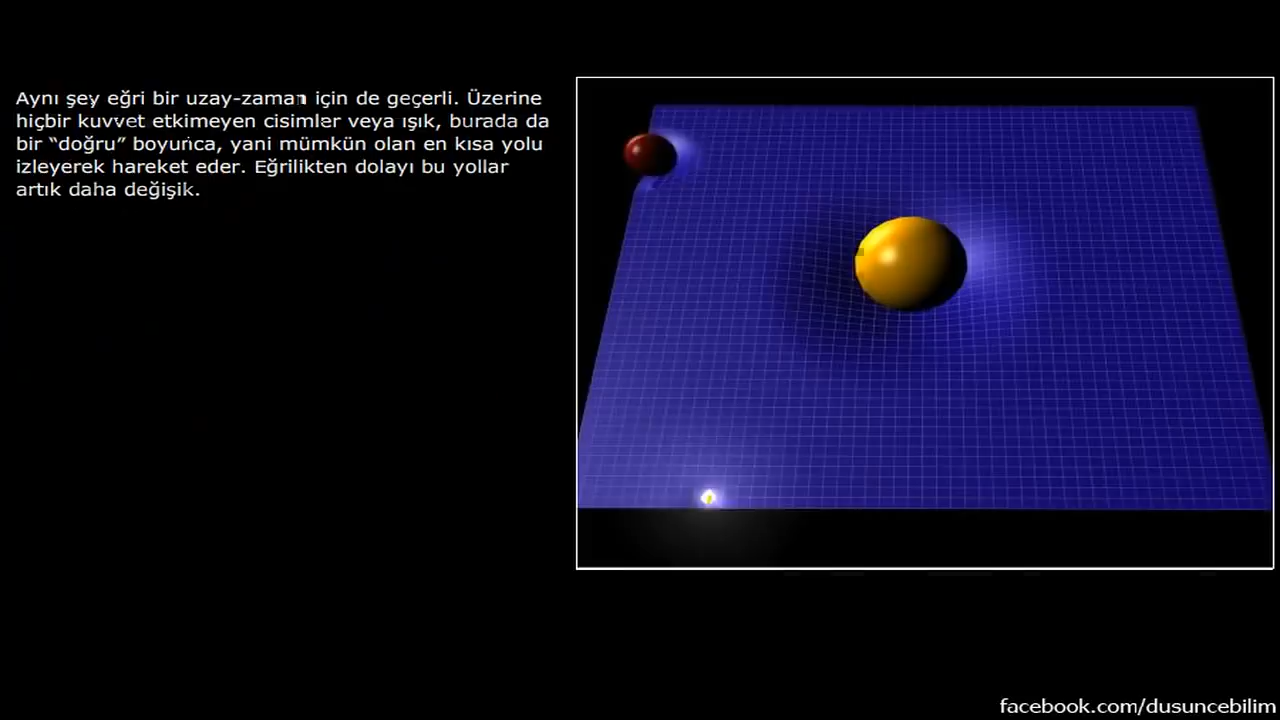 Aynı şey eğri bir uzay-zaman için de geçerli. Üzerine
hiçbir kuvvet etkimeyen cisimler veya ışık, burada da
bir “doğru” boyunca, yani mümkün olan en kısa yolu
izleyerek hareket eder. Eğrilikten dolayı bu yollar
artık daha değişik.
facebook.com/dusuncebilim